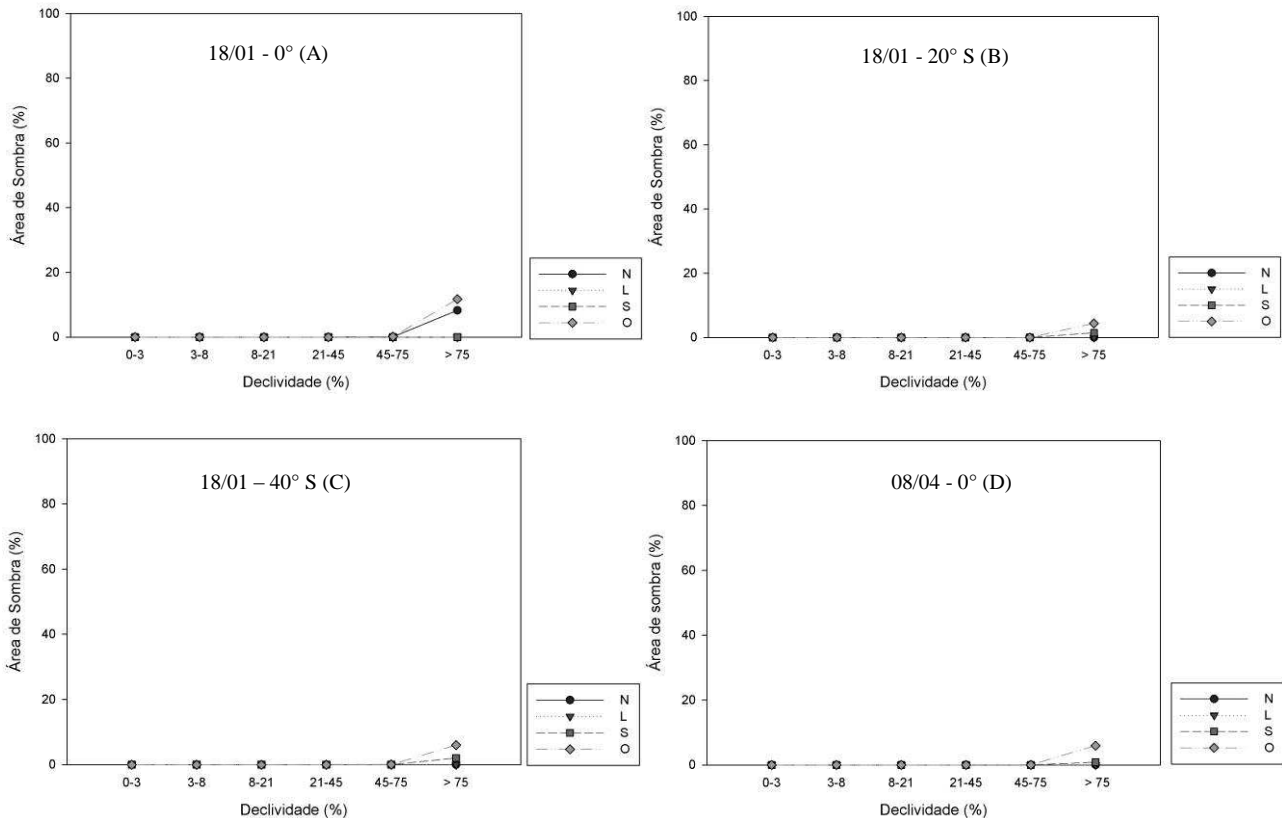 18/01 - 0° (A)
Área de Sombra (%)
100
80
60
40
20
0
0-3 3-8 8-21 21-45 45-75 > 75
Declividade (%)
N
L
S
O
18/01 - 20° S (B)
Área de Sombra (%)
100
80
60
40
20
0
0-3 3-8 8-21 21-45 45-75 > 75
Declividade (%)
N
L
S
O
18/01 – 40° S (C)
Área de Sombra (%)
100
80
60
40
20
0
0-3 3-8 8-21 21-45 45-75 > 75
Declividade (%)
N
L
S
O
08/04 - 0° (D)
Área de sombra (%)
100
80
60
40
20
0
0-3 3-8 8-21 21-45 45-75 > 75
Declividade (%)
N
L
S
O